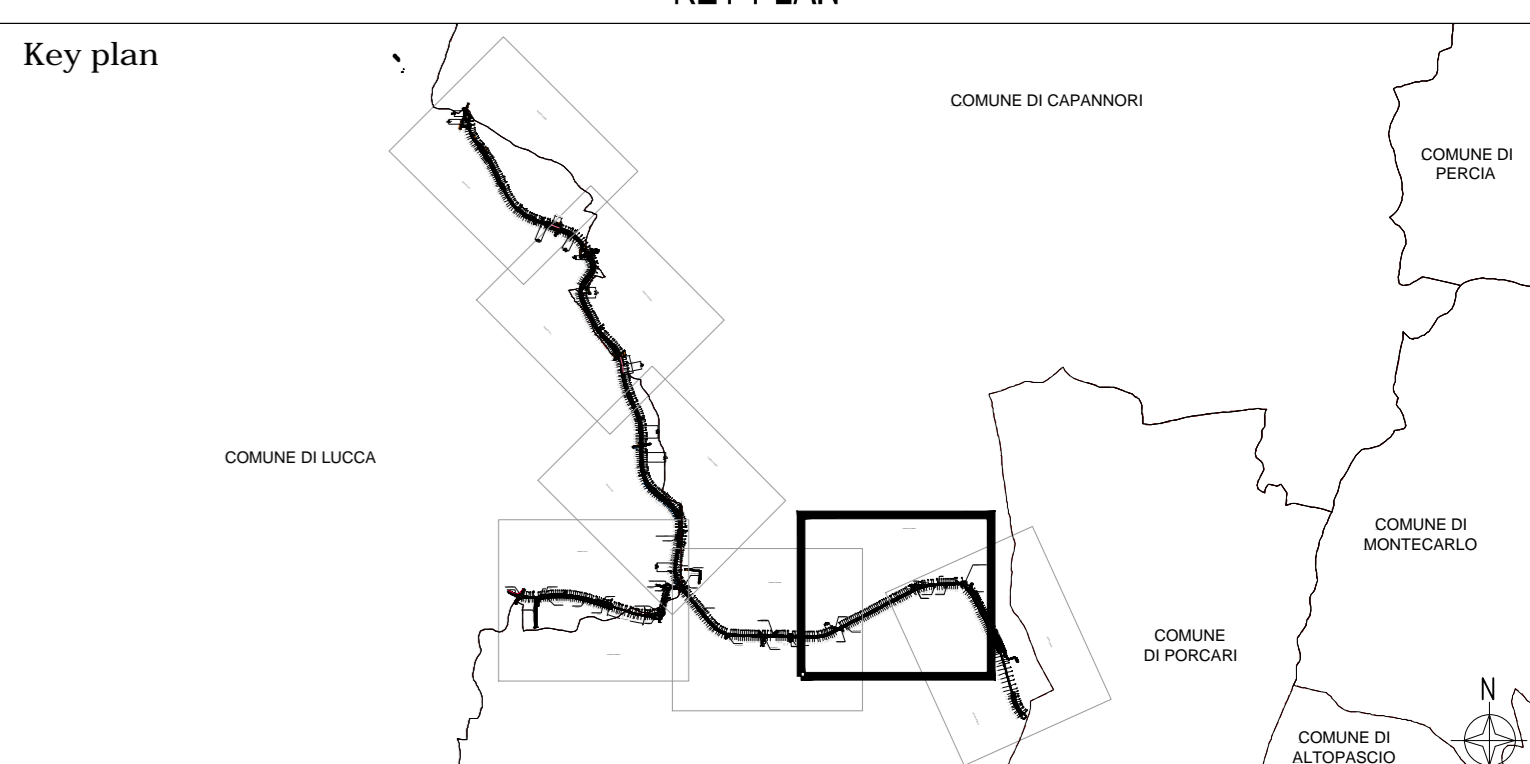 Key plan
COMUNE DI CAPANNORI
COMUNE DI
PERCIA
COMUNE DI LUCCA
COMUNE DI
MONTECARLO
COMUNE
DI PORCARI
N
COMUNE DI
ALTOPASCIO